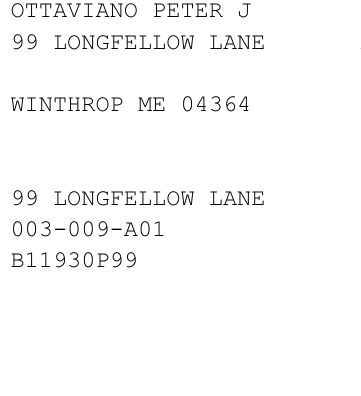 OTTAVIANO PETER J
99 LONGFELLOW LANE
WINTHROP ME 04364
99 LONGFELLOW LANE
003-009-A01
B11930P99